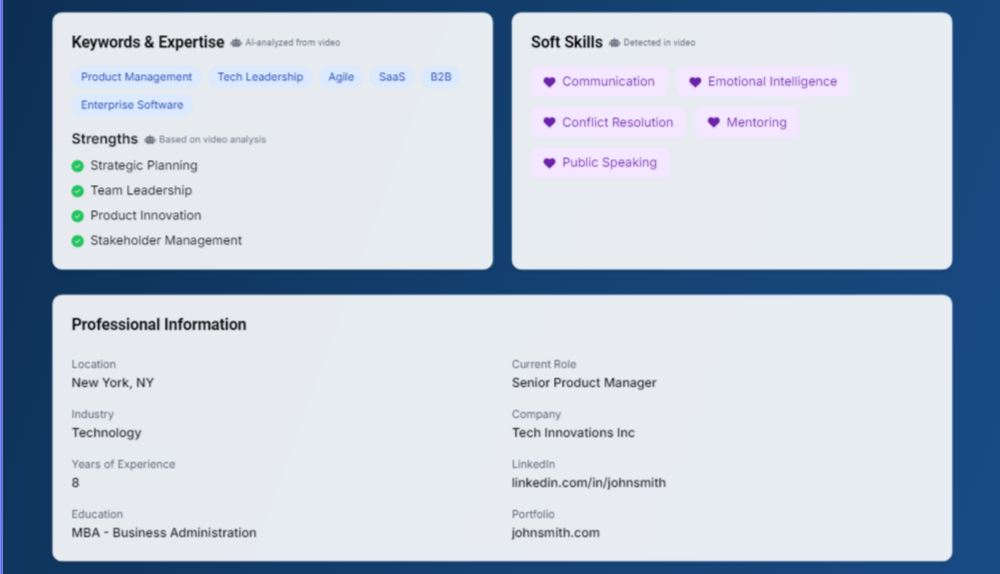 Keywords & Expertise AI-analyzed from video
Product Management Tech Leadership Agile SaaS B2B
Enterprise Software
Strengths Based on video analysis
Strategic Planning
Team Leadership
Product Innovation
Stakeholder Management
Soft Skills Detected in video
Communication Emotional Intelligence
Conflict Resolution Mentoring
Public Speaking
Professional Information
Location
New York, NY
Current Role
Senior Product Manager
Industry
Technology
Company
Tech Innovations Inc
Years of Experience
8
LinkedIn
linkedin.com/in/johnsmith
Education
MBA - Business Administration
Portfolio
johnsmith.com